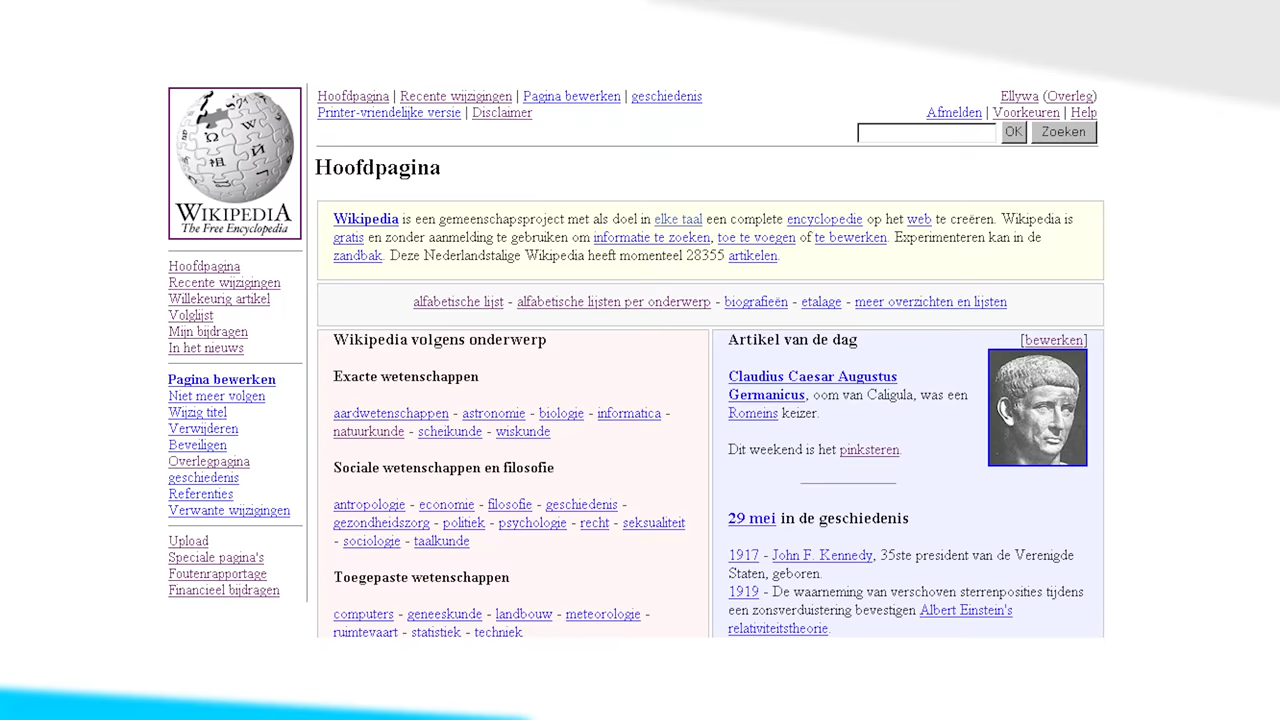 WIKIPEDIA
The Free Encyclopedia
Hoofdpagina
Recente wijzigingen
Willekeurig artikel
Volglijst
Mijn bijdragen
In het nieuws
Pagina bewerken
Niet meer volgen
Wijzig titel
Verwijderen
Beveiligen
Overlegpagina
geschiedenis
Referenties
Verwante wijzigingen
Upload
Speciale pagina's
Foutenrapportage
Financieel bijdragen
Hoofdpagina | Recente wijzigingen | Pagina bewerken | geschiedenis
Printer-vriendelijke versie | Disclaimer
Ellywa (Overleg)
Afmelden | Voorkeuren | Help
OK Zoeken
Hoofdpagina
Wikipedia is een gemeenschapsproject met als doel in elke taal een complete encyclopedie op het web te creëren. Wikipedia is
gratis en zonder aanmelding te gebruiken om informatie te zoeken, toe te voegen of te bewerken. Experimenteren kan in de
zandbak. Deze Nederlandstalige Wikipedia heeft momenteel 28355 artikelen.
alfabetische lijst - alfabetische lijsten per onderwerp - biografieën - etalage - meer overzichten en lijsten
Wikipedia volgens onderwerp
Exacte wetenschappen
aardwetenschappen - astronomie - biologie - informatica -
natuurkunde - scheikunde - wiskunde
Sociale wetenschappen en filosofie
antropologie - economie - filosofie - geschiedenis -
gezondheidszorg - politiek - psychologie - recht - seksualiteit
- sociologie - taalkunde
Toegepaste wetenschappen
computers - geneeskunde - landbouw - meteorologie -
ruimtevaart - statistiek - techniek
Artikel van de dag
[bewerken]
Claudius Caesar Augustus
Germanicus, oom van Caligula, was een
Romeins keizer.
Dit weekend is het pinksteren.
29 mei in de geschiedenis
1917 - John F. Kennedy, 35ste president van de Verenigde
Staten, geboren.
1919 - De waarneming van verschoven sterrenposities tijdens
een zonsverduistering bevestigen Albert Einstein's
relativiteitstheorie.